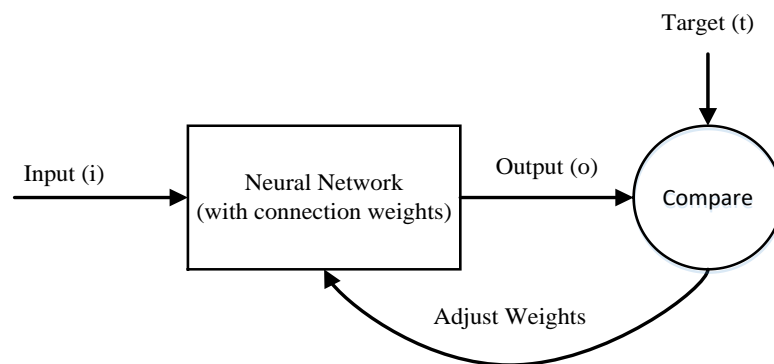 Target (t)
Input (i)
Neural Network
(with connection weights)
Output (o)
Compare
Adjust Weights